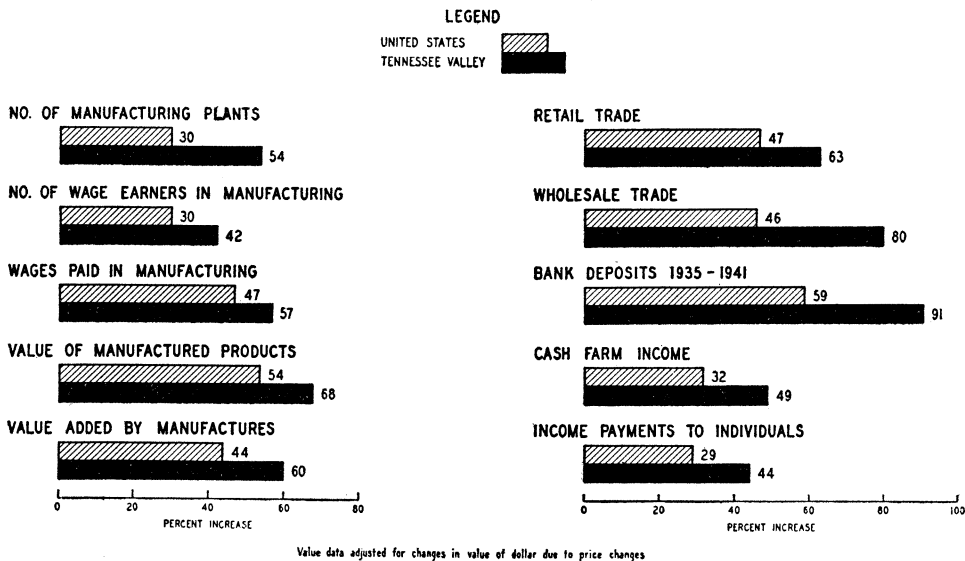 LEGEND
UNITED STATES
TENNESSEE VALLEY
NO. OF MANUFACTURING PLANTS
30
54
NO. OF WAGE EARNERS IN MANUFACTURING
30
42
WAGES PAID IN MANUFACTURING
47
57
VALUE OF MANUFACTURED PRODUCTS
54
68
VALUE ADDED BY MANUFACTURES
44
60
0 20 40 60 80
PERCENT INCREASE
RETAIL TRADE
47
63
WHOLESALE TRADE
46
80
BANK DEPOSITS 1935 - 1941
59
91
CASH FARM INCOME
32
49
INCOME PAYMENTS TO INDIVIDUALS
29
44
0 20 40 60 80 100
PERCENT INCREASE
Value data adjusted for changes in value of dollar due to price changes